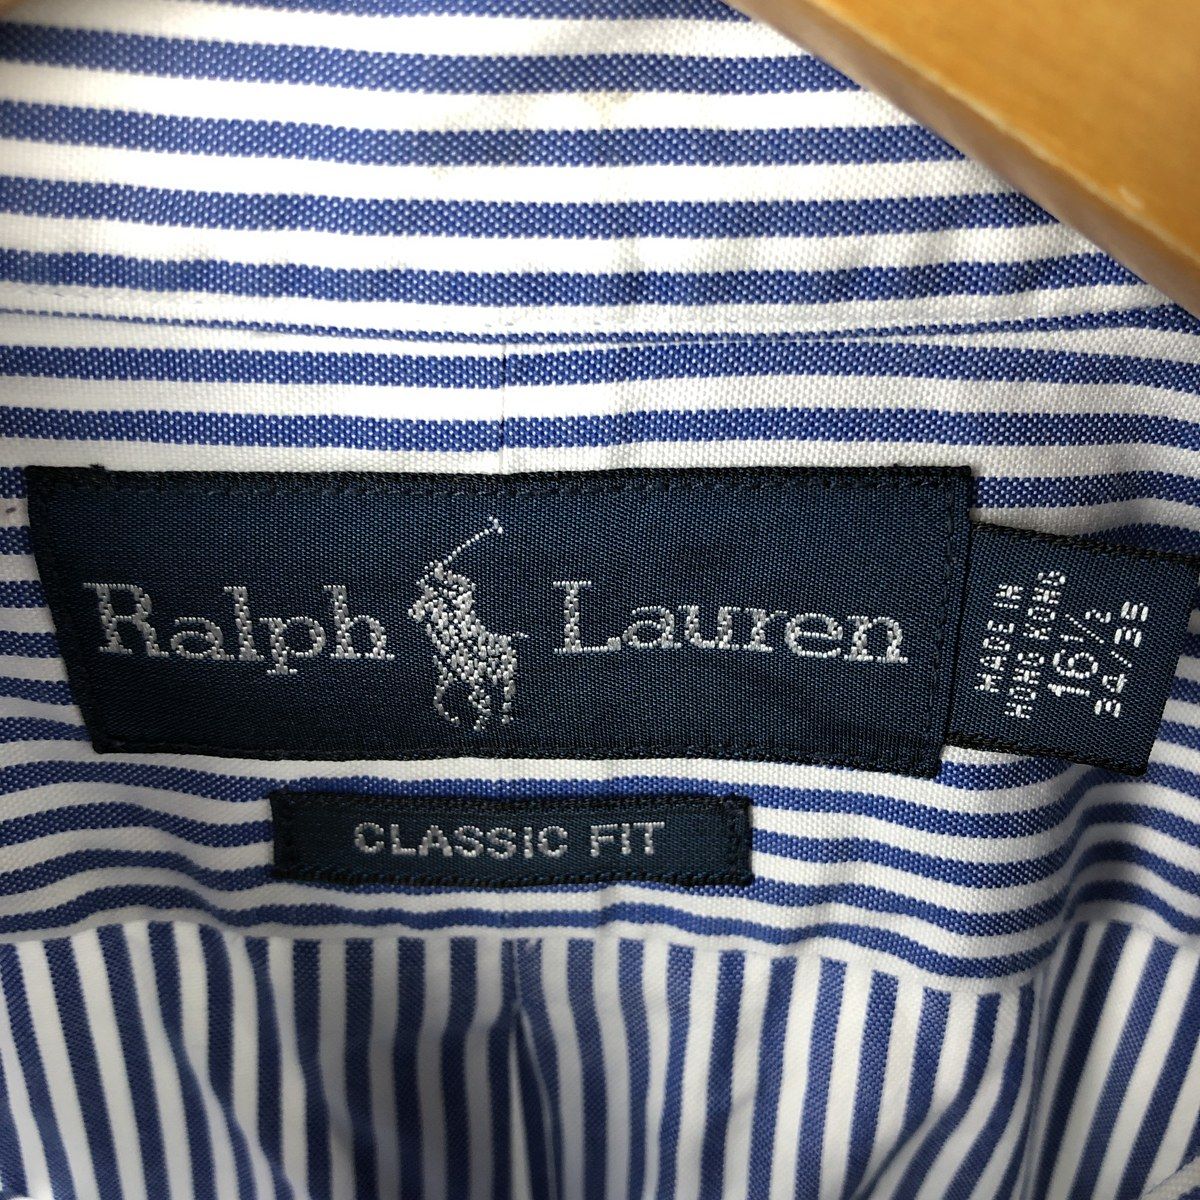 Ralph Lauren
CLASSIC FIT
MADE IN
HONG KONG
16 1/2
34/35